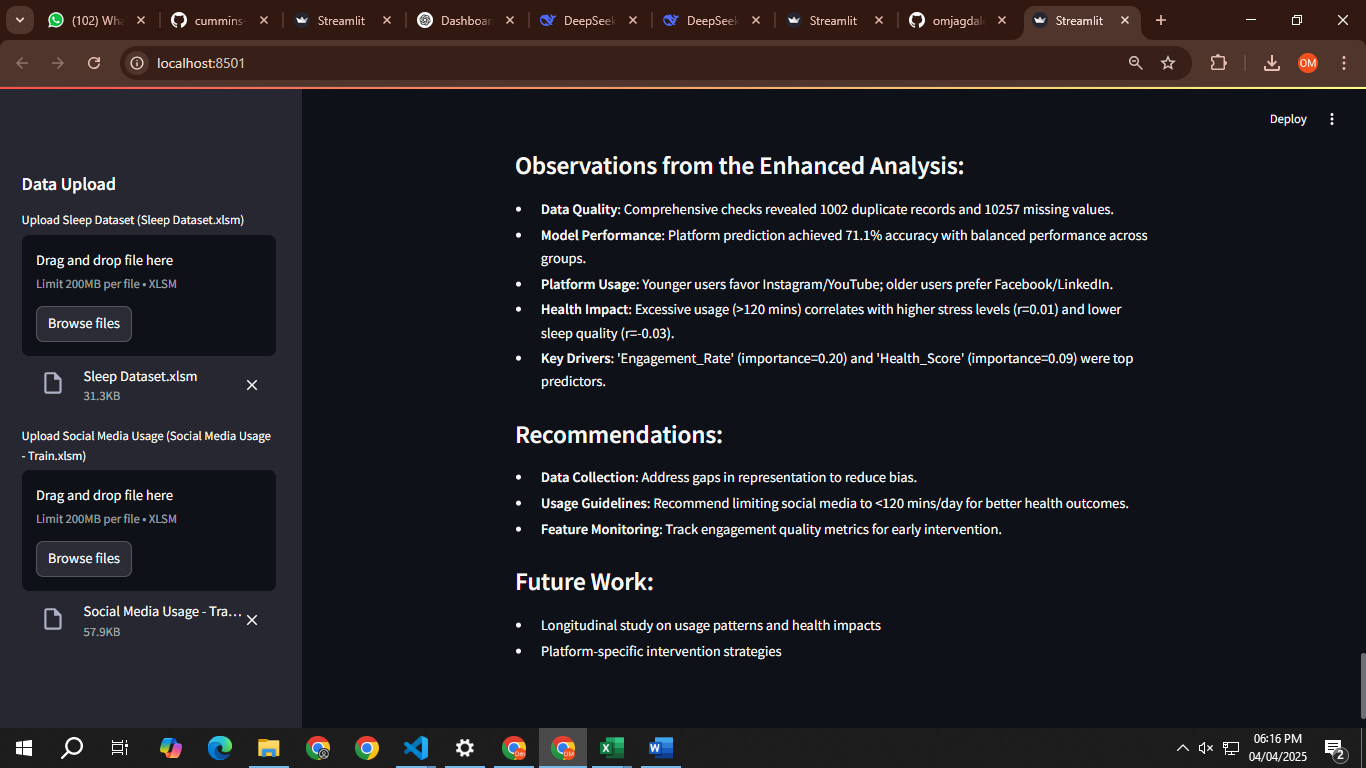 (102) Wha
cummins-
Streamlit
Dashboar
DeepSeek
DeepSeek
Streamlit
omjagdale
Streamlit
localhost:8501
OM
Deploy
Data Upload
Upload Sleep Dataset (Sleep Dataset.xlsm)
Drag and drop file here
Limit 200MB per file • XLSM
Browse files
Sleep Dataset.xlsm
31.3KB
Upload Social Media Usage (Social Media Usage
- Train.xlsm)
Drag and drop file here
Limit 200MB per file • XLSM
Browse files
Social Media Usage - Tra...
57.9KB
Observations from the Enhanced Analysis:
• Data Quality: Comprehensive checks revealed 1002 duplicate records and 10257 missing values.
• Model Performance: Platform prediction achieved 71.1% accuracy with balanced performance across
groups.
• Platform Usage: Younger users favor Instagram/YouTube; older users prefer Facebook/LinkedIn.
• Health Impact: Excessive usage (>120 mins) correlates with higher stress levels (r=0.01) and lower
sleep quality (r=-0.03).
• Key Drivers: 'Engagement_Rate' (importance=0.20) and 'Health_Score' (importance=0.09) were top
predictors.
Recommendations:
• Data Collection: Address gaps in representation to reduce bias.
• Usage Guidelines: Recommend limiting social media to <120 mins/day for better health outcomes.
• Feature Monitoring: Track engagement quality metrics for early intervention.
Future Work:
• Longitudinal study on usage patterns and health impacts
• Platform-specific intervention strategies
06:16 PM
04/04/2025
2